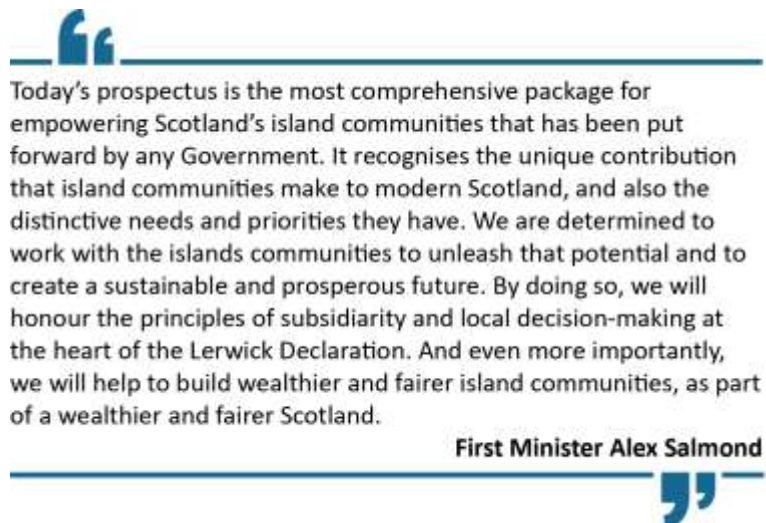 Today’s prospectus is the most comprehensive package for
empowering Scotland’s island communities that has been put
forward by any Government. It recognises the unique contribution
that island communities make to modern Scotland, and also the
distinctive needs and priorities they have. We are determined to
work with the islands communities to unleash that potential and to
create a sustainable and prosperous future. By doing so, we will
honour the principles of subsidiarity and local decision-making at
the heart of the Lerwick Declaration. And even more importantly,
we will help to build wealthier and fairer island communities, as part
of a wealthier and fairer Scotland.
First Minister Alex Salmond